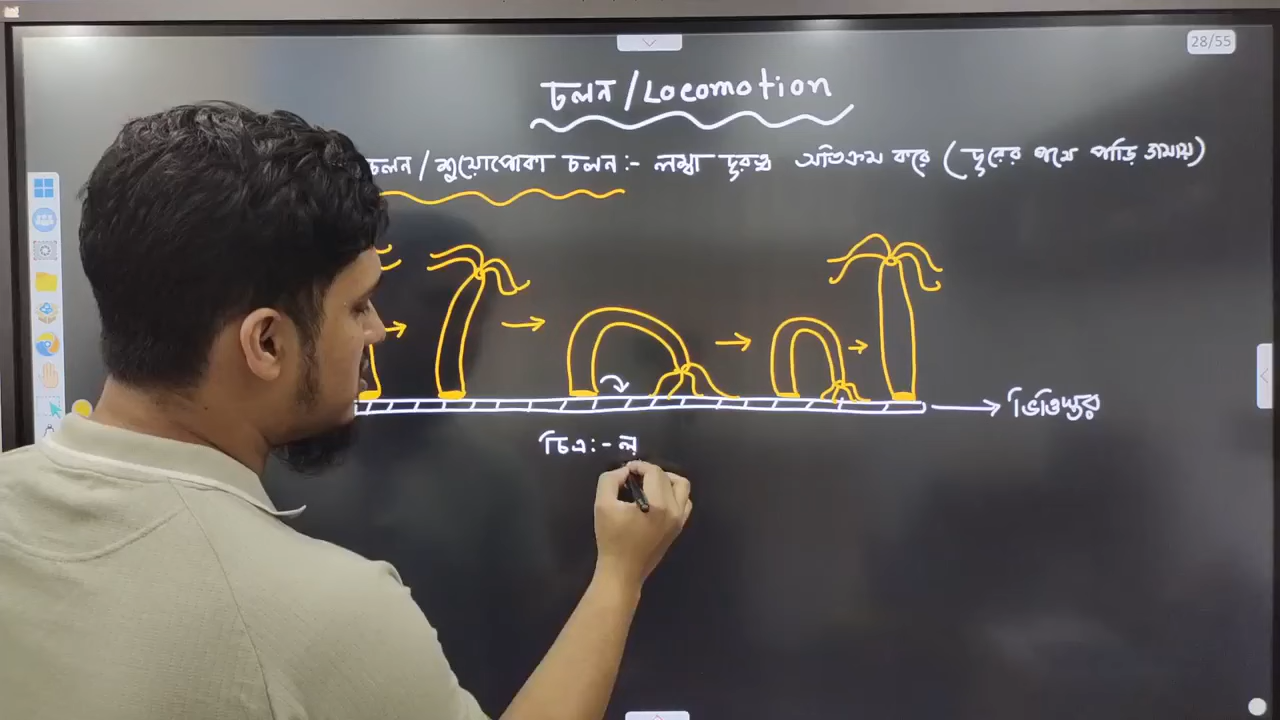 28/55
চলন/Locomotion
চলন/শুয়োপোকা চলন:- লম্বা দূরত্ব অতিক্রম করে (দূরের পথে পাড়ি জমায়)
ভিত্তিস্তর
চিত্র:- ল